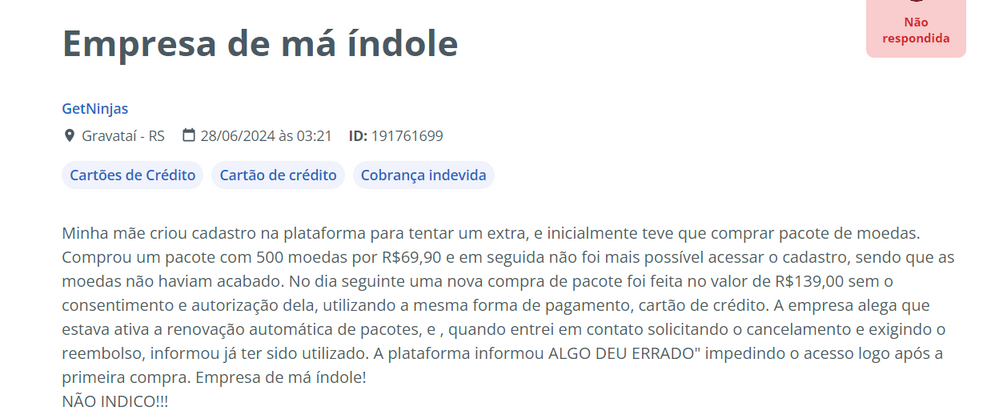 Não
respondida
Empresa de má índole
GetNinjas
Gravataí - RS 28/06/2024 às 03:21 ID: 191761699
Cartões de Crédito Cartão de crédito Cobrança indevida
Minha mãe criou cadastro na plataforma para tentar um extra, e inicialmente teve que comprar pacote de moedas.
Comprou um pacote com 500 moedas por R$69,90 e em seguida não foi mais possível acessar o cadastro, sendo que as
moedas não haviam acabado. No dia seguinte uma nova compra de pacote foi feita no valor de R$139,00 sem o
consentimento e autorização dela, utilizando a mesma forma de pagamento, cartão de crédito. A empresa alega que
estava ativa a renovação automática de pacotes, e , quando entrei em contato solicitando o cancelamento e exigindo o
reembolso, informou já ter sido utilizado. A plataforma informou ALGO DEU ERRADO" impedindo o acesso logo após a
primeira compra. Empresa de má índole!
NÃO INDICO!!!